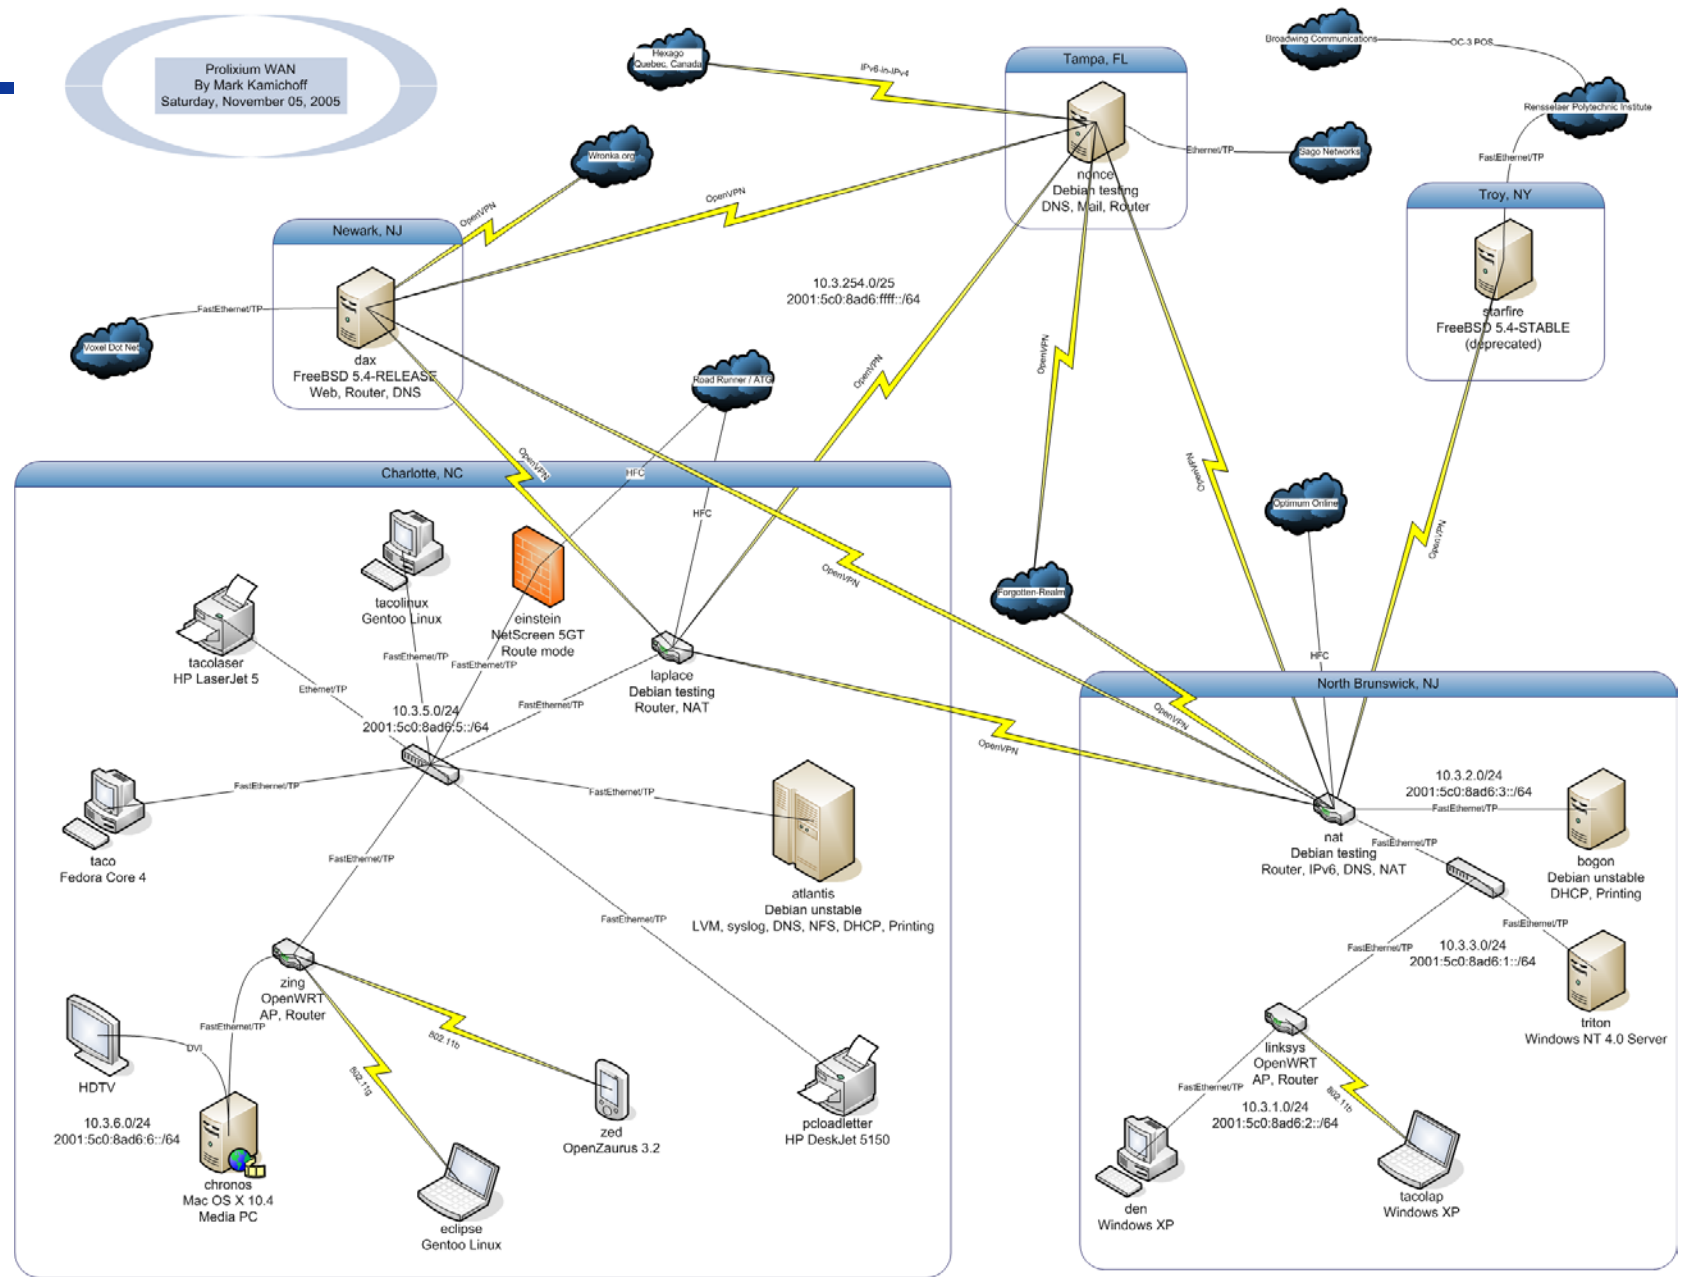 Prolixium WAN
By Mark Kamichoff
Saturday, November 05, 2005
Hexago
Quebec, Canada
IPv6-in-IPv4
Tampa, FL
Broadwing Communications
OC-3 POS
Rensselaer Polytechnic Institute
Wronka.org
Ethernet/TP
Sago Networks
FastEthernet/TP
nonce
Debian testing
DNS, Mail, Router
Troy, NY
OpenVPN
OpenVPN
Newark, NJ
10.3.254.0/25
2001:5c0:8ad6:ffff::/64
FastEthernet/TP
Voxel Dot Net
starfire
FreeBSD 5.4-STABLE
(deprecated)
dax
FreeBSD 5.4-RELEASE
Web, Router, DNS
OpenVPN
OpenVPN
Road Runner / ATG
OpenVPN
HFC
HFC
Charlotte, NC
OpenVPN
Optimum Online
OpenVPN
OpenVPN
Forgotten-Realm
tacolinux
Gentoo Linux
einstein
NetScreen 5GT
Route mode
tacolaser
HP LaserJet 5
FastEthernet/TP
FastEthernet/TP
Ethernet/TP
laplace
Debian testing
Router, NAT
FastEthernet/TP
HFC
North Brunswick, NJ
10.3.5.0/24
2001:5c0:8ad6:5::/64
OpenVPN
OpenVPN
FastEthernet/TP
FastEthernet/TP
10.3.2.0/24
2001:5c0:8ad6:3::/64
FastEthernet/TP
nat
Debian testing
Router, IPv6, DNS, NAT
FastEthernet/TP
bogon
Debian unstable
DHCP, Printing
taco
Fedora Core 4
FastEthernet/TP
atlantis
Debian unstable
LVM, syslog, DNS, NFS, DHCP, Printing
FastEthernet/TP
FastEthernet/TP
FastEthernet/TP
10.3.3.0/24
2001:5c0:8ad6:1::/64
zing
OpenWRT
AP, Router
FastEthernet/TP
DVI
802.11b
802.11g
HDTV
triton
Windows NT 4.0 Server
linksys
OpenWRT
AP, Router
FastEthernet/TP
802.11b
10.3.1.0/24
2001:5c0:8ad6:2::/64
10.3.6.0/24
2001:5c0:8ad6:6::/64
zed
OpenZaurus 3.2
pcloadletter
HP DeskJet 5150
chronos
Mac OS X 10.4
Media PC
eclipse
Gentoo Linux
den
Windows XP
tacolap
Windows XP